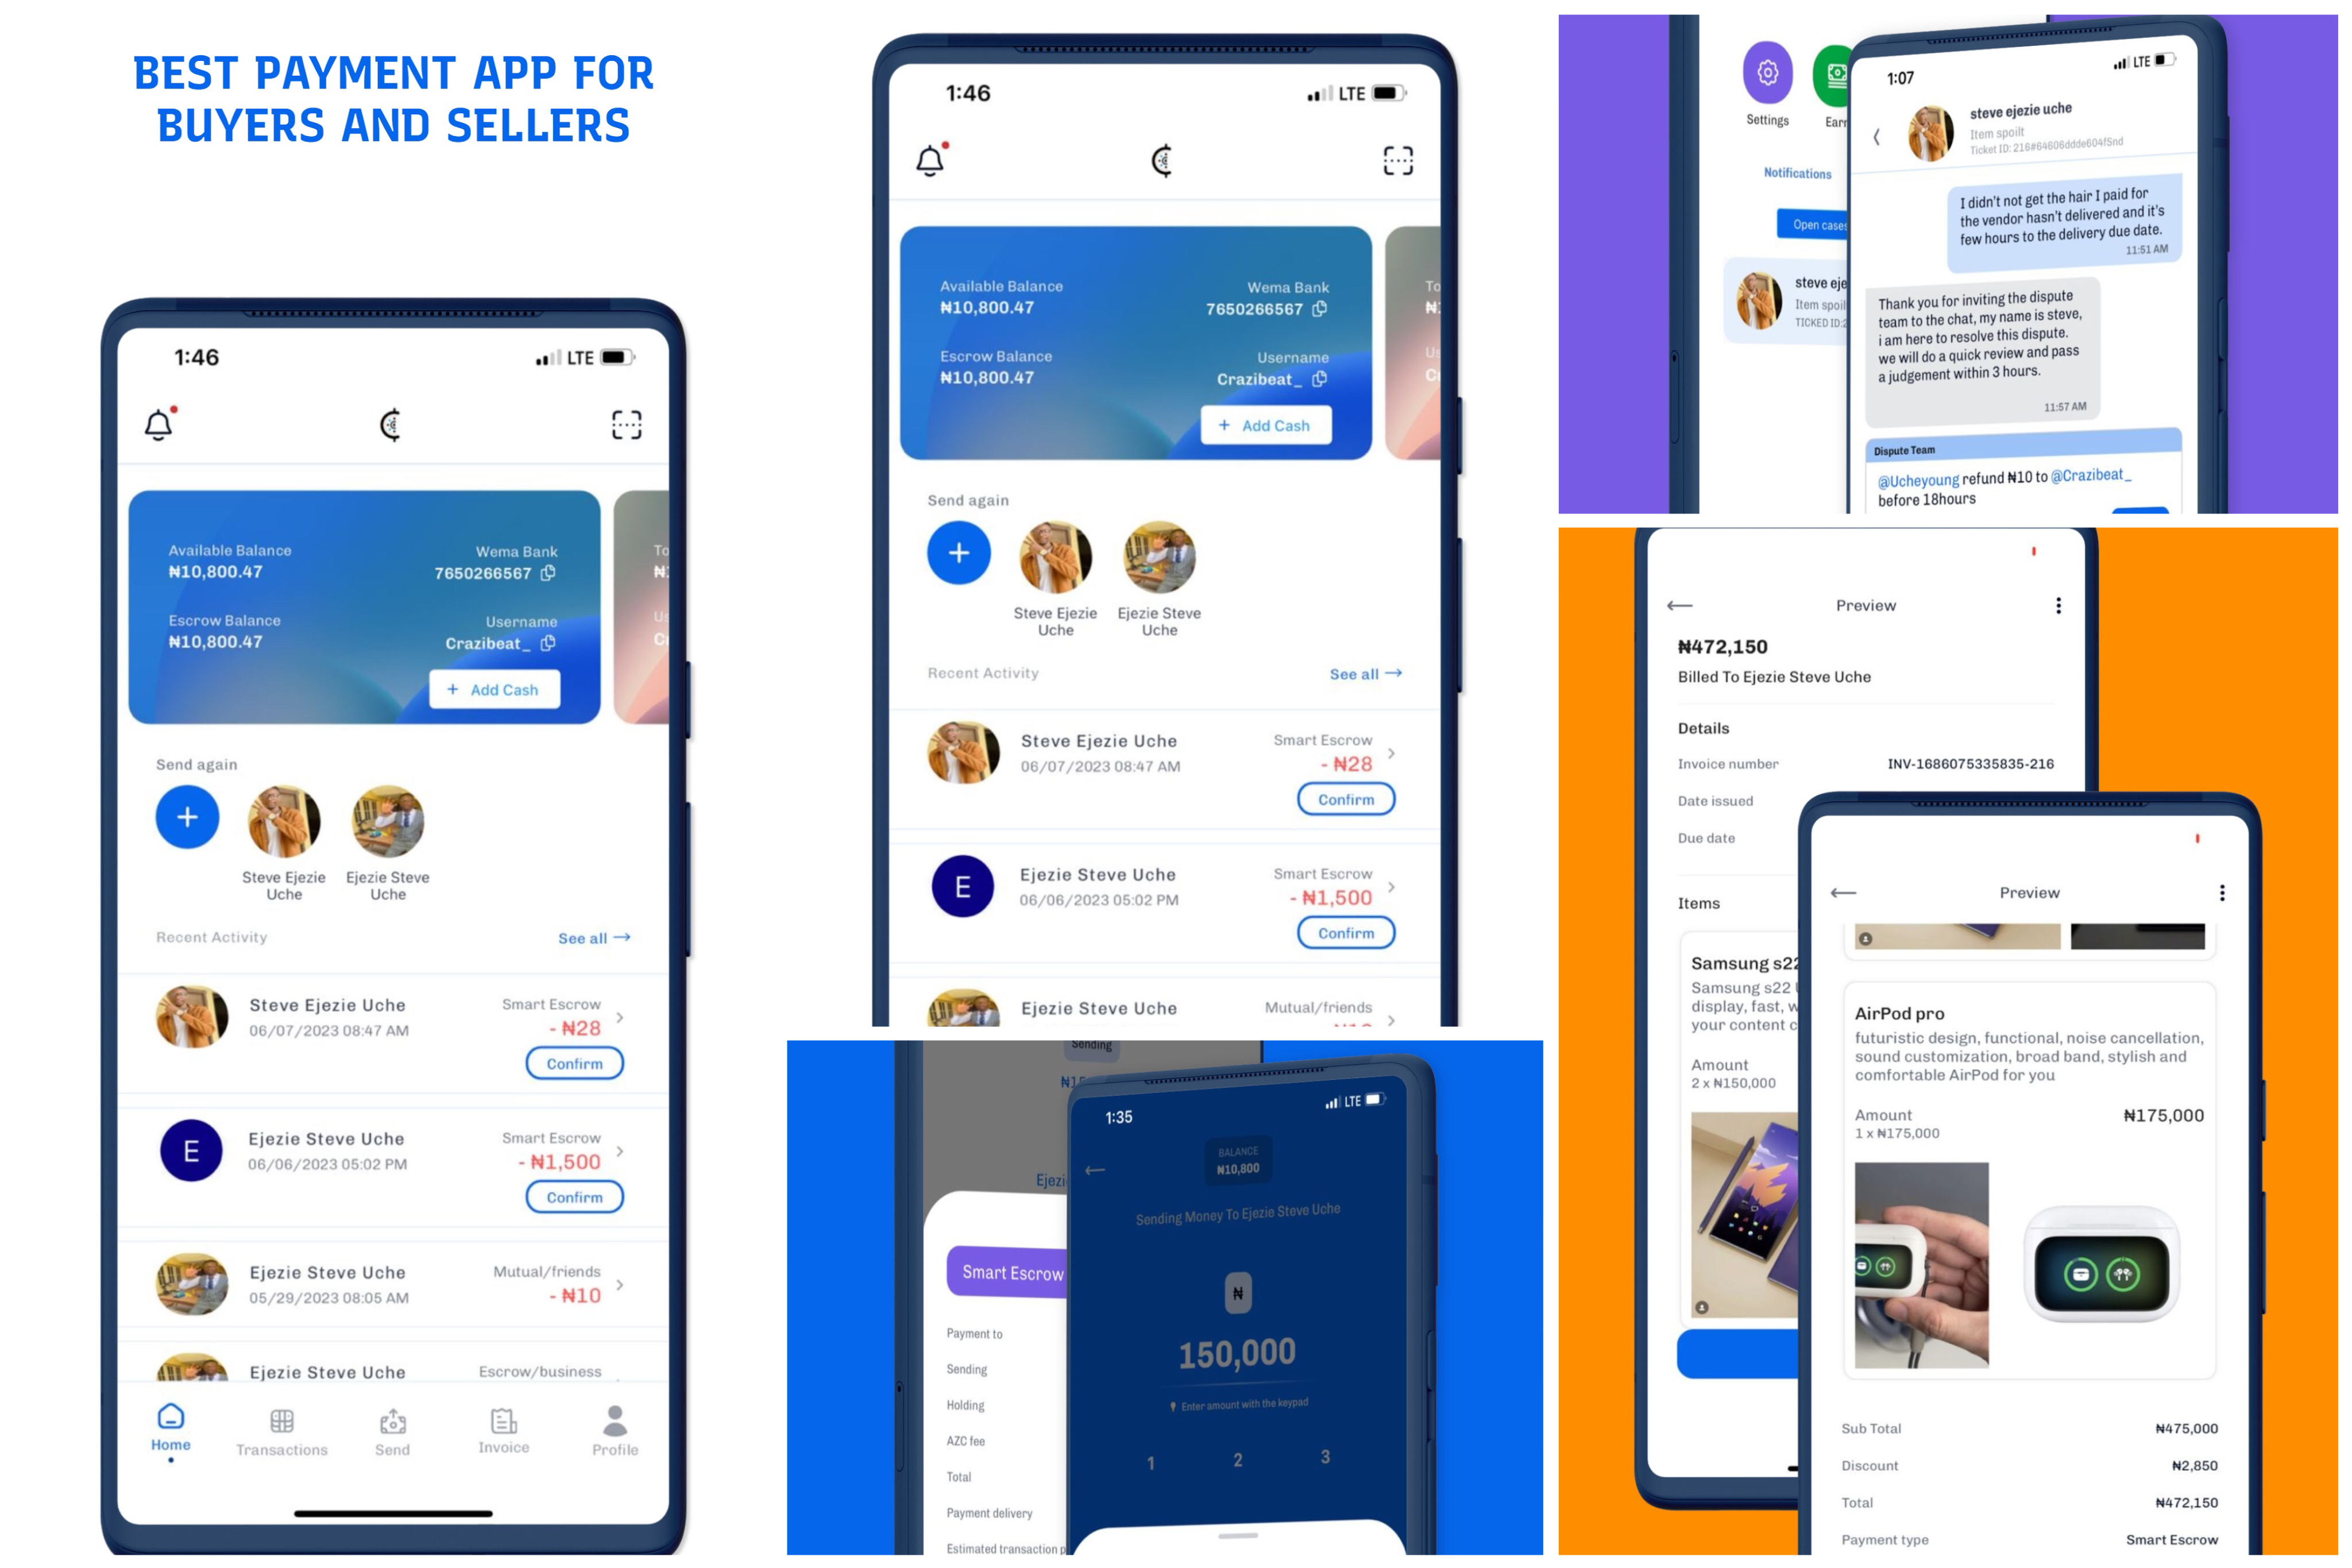 BEST PAYMENT APP FOR
BUYERS AND SELLERS
1:46
LTE
Available Balance
₦10,800.47
Wema Bank
7650266567
Escrow Balance
₦10,800.47
Username
Crazibeat_
+ Add Cash
To
Send again
Steve Ejezie
Uche
Ejezie Steve
Uche
Recent Activity
See all →
Steve Ejezie Uche
06/07/2023 08:47 AM
Smart Escrow
- ₦28
Confirm
E
Ejezie Steve Uche
06/06/2023 05:02 PM
Smart Escrow
- ₦1,500
Confirm
Ejezie Steve Uche
05/29/2023 08:05 AM
Mutual/friends
- ₦10
Ejezie Steve Uche
Escrow/business
Home
Transactions
Send
Invoice
Profile
1:46
LTE
Available Balance
₦10,800.47
Wema Bank
7650266567
Escrow Balance
₦10,800.47
Username
Crazibeat_
+ Add Cash
To
Send again
Steve Ejezie
Uche
Ejezie Steve
Uche
Recent Activity
See all →
Steve Ejezie Uche
06/07/2023 08:47 AM
Smart Escrow
- ₦28
Confirm
E
Ejezie Steve Uche
06/06/2023 05:02 PM
Smart Escrow
- ₦1,500
Confirm
Ejezie Steve Uche
Mutual/friends
Sending
Ejezi
Smart Escrow
Payment to
Sending
Holding
AZC fee
Total
Payment delivery
Estimated transaction p
1:35
LTE
BALANCE
₦10,800
Sending Money To Ejezie Steve Uche
₦
150,000
Enter amount with the keypad
1
2
3
Settings
Earn
Notifications
Open cases
steve eje
Item spoil
TICKED ID:2
1:07
LTE
steve ejezie uche
Item spoilt
Ticket ID: 216#64606ddde604f5nd
I didn't not get the hair I paid for
the vendor hasn't delivered and it's
few hours to the delivery due date.
11:51 AM
Thank you for inviting the dispute
team to the chat, my name is steve,
i am here to resolve this dispute.
we will do a quick review and pass
a judgement within 3 hours.
11:57 AM
Dispute Team
@Ucheyoung refund ₦10 to @Crazibeat_
before 18hours
Preview
₦472,150
Billed To Ejezie Steve Uche
Details
Invoice number
INV-1686075335835-216
Date issued
Due date
Items
Samsung s22
Samsung s22
display, fast, w
your content c
Amount
2 x ₦150,000
Preview
AirPod pro
futuristic design, functional, noise cancellation,
sound customization, broad band, stylish and
comfortable AirPod for you
Amount
₦175,000
1 x ₦175,000
Sub Total
₦475,000
Discount
₦2,850
Total
₦472,150
Payment type
Smart Escrow